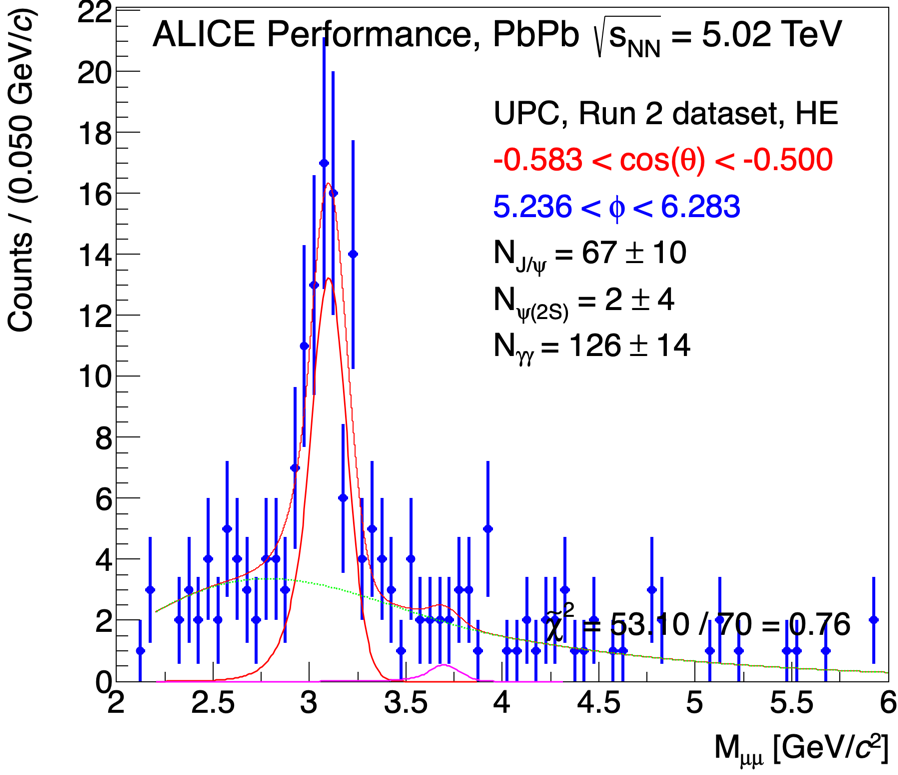 ALICE Performance, PbPb √sNN = 5.02 TeV
UPC, Run 2 dataset, HE
-0.583 < cos(θ) < -0.500
5.236 < ϕ < 6.283
NJ/ψ = 67 ± 10
Nψ(2S) = 2 ± 4
Nγγ = 126 ± 14
χ̃² = 53.10 / 70 = 0.76
Counts / (0.050 GeV/c)
22
20
18
16
14
12
10
8
6
4
2
0
2 2.5 3 3.5 4 4.5 5 5.5 6
Mμμ [GeV/c²]